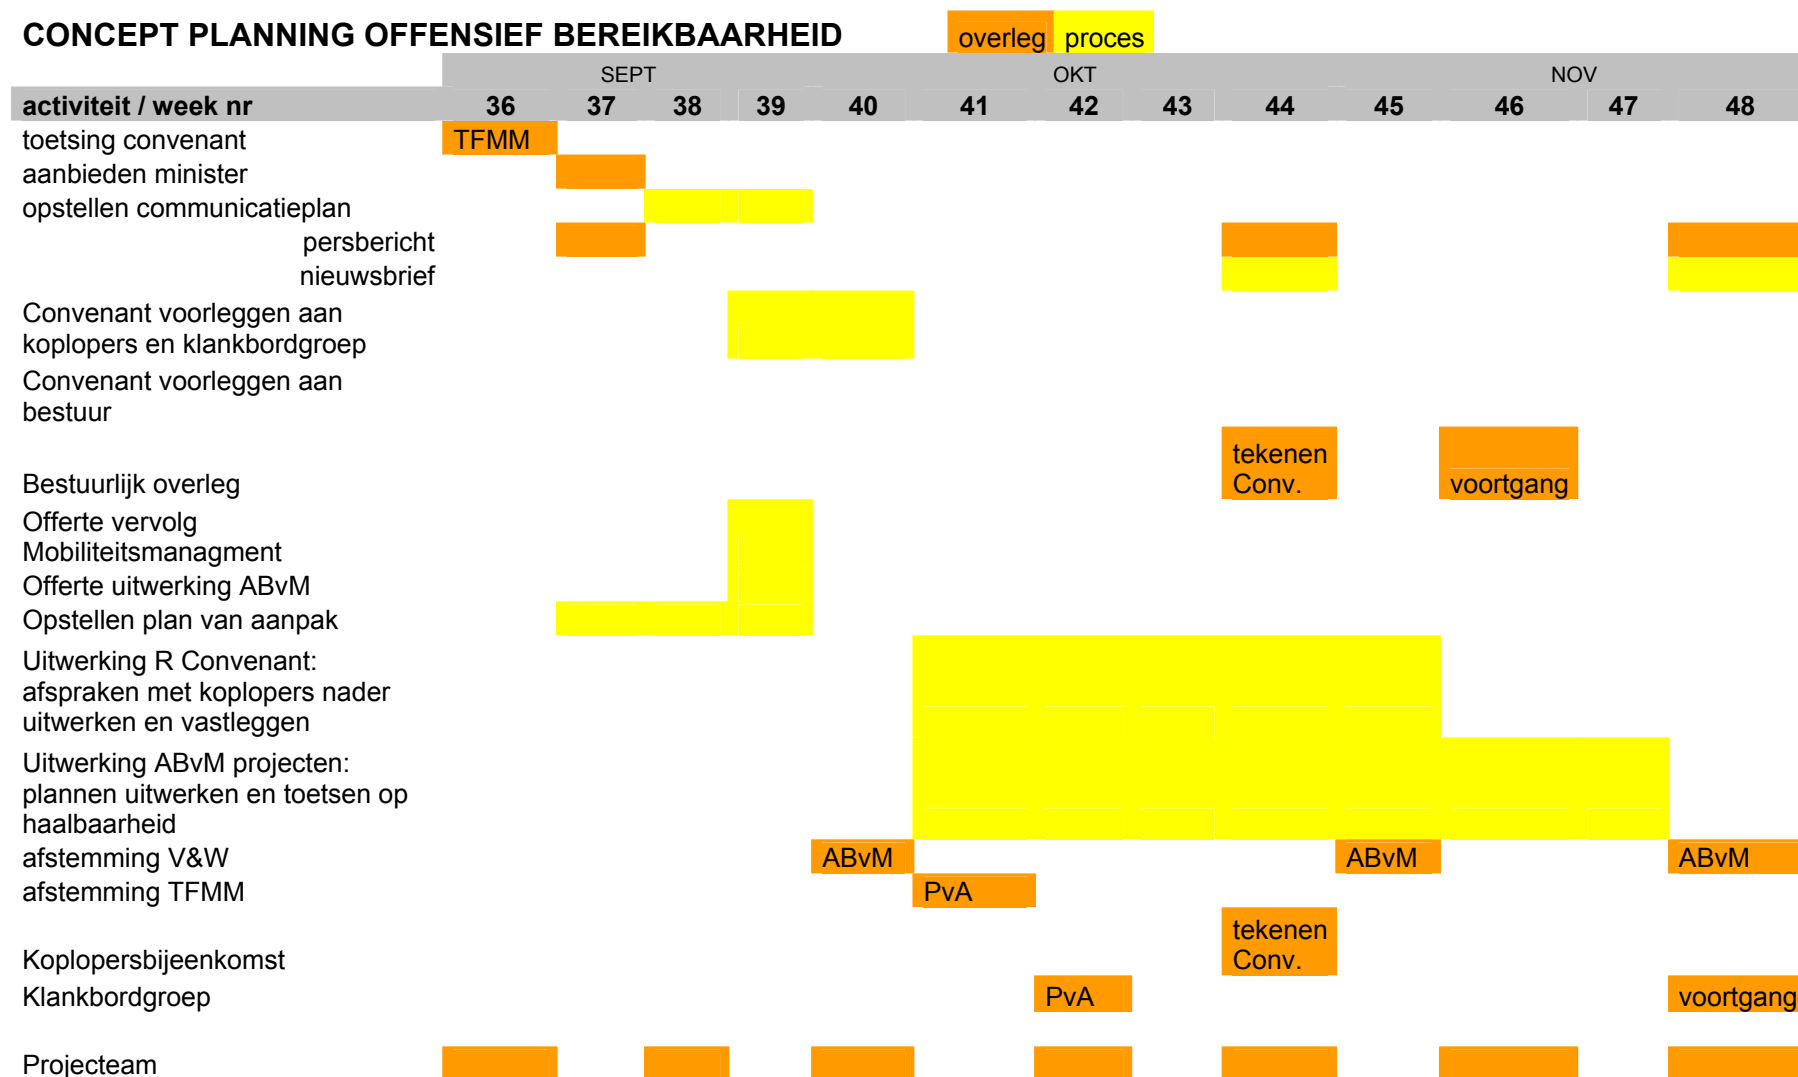 CONCEPT PLANNING OFFENSIEF BEREIKBAARHEID overleg proces
SEPT OKT NOV
activiteit / week nr 36 37 38 39 40 41 42 43 44 45 46 47 48
toetsing convenant TFMM
aanbieden minister
opstellen communicatieplan
persbericht
nieuwsbrief
Convenant voorleggen aan
koplopers en klankbordgroep
Convenant voorleggen aan
bestuur
tekenen
Bestuurlijk overleg Conv. voortgang
Offerte vervolg
Mobiliteitsmanagment
Offerte uitwerking ABvM
Opstellen plan van aanpak
Uitwerking R Convenant:
afspraken met koplopers nader
uitwerken en vastleggen
Uitwerking ABvM projecten:
plannen uitwerken en toetsen op
haalbaarheid
afstemming V&W ABvM ABvM ABvM
afstemming TFMM PvA
tekenen
Koplopersbijeenkomst Conv.
Klankbordgroep PvA voortgang
Projecteam